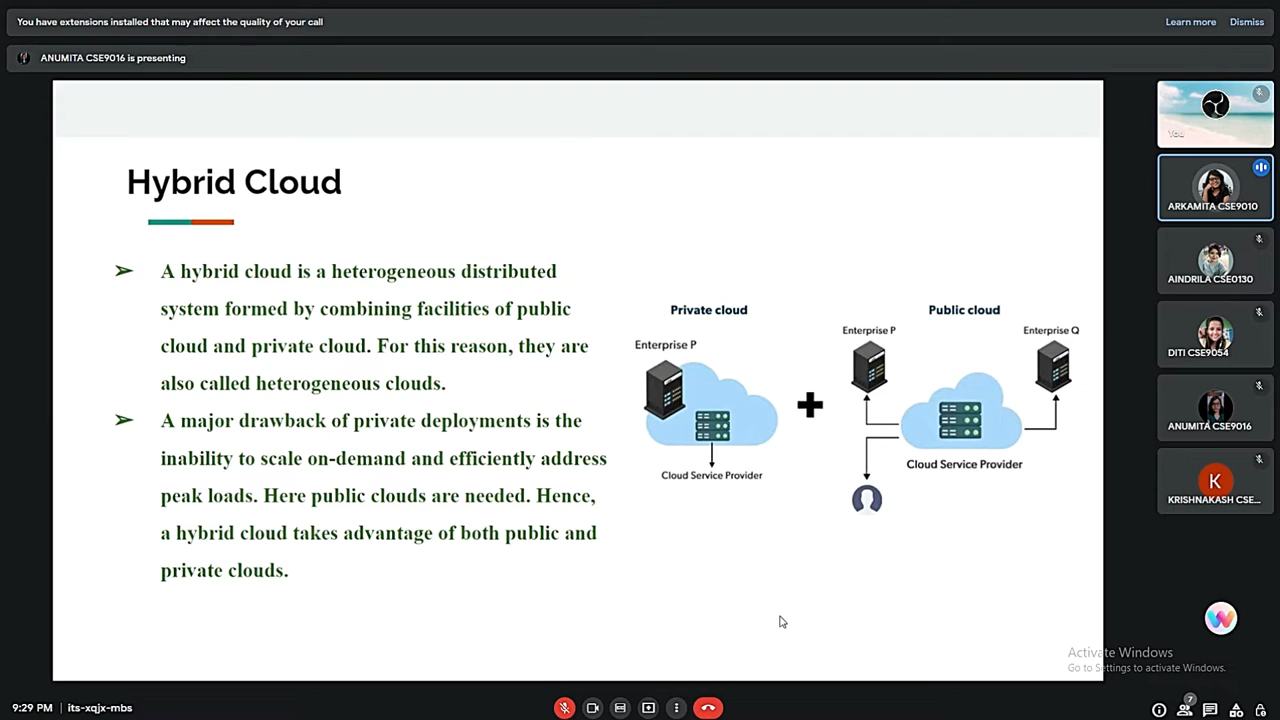 You have extensions installed that may affect the quality of your call
Learn more
Dismiss
ANUMITA CSE9016 is presenting
Hybrid Cloud
➢ A hybrid cloud is a heterogeneous distributed
system formed by combining facilities of public
cloud and private cloud. For this reason, they are
also called heterogeneous clouds.
➢ A major drawback of private deployments is the
inability to scale on-demand and efficiently address
peak loads. Here public clouds are needed. Hence,
a hybrid cloud takes advantage of both public and
private clouds.
Private cloud
Enterprise P
Cloud Service Provider
Public cloud
Enterprise P
Enterprise Q
Cloud Service Provider
You
ARKAMITA CSE9010
AINDRILA CSE0130
DITI CSE9054
ANUMITA CSE9016
K
KRISHNAKASH CSE...
W
Activate Windows
Go to Settings to activate Windows.
9:29 PM | its-xqjx-mbs
7